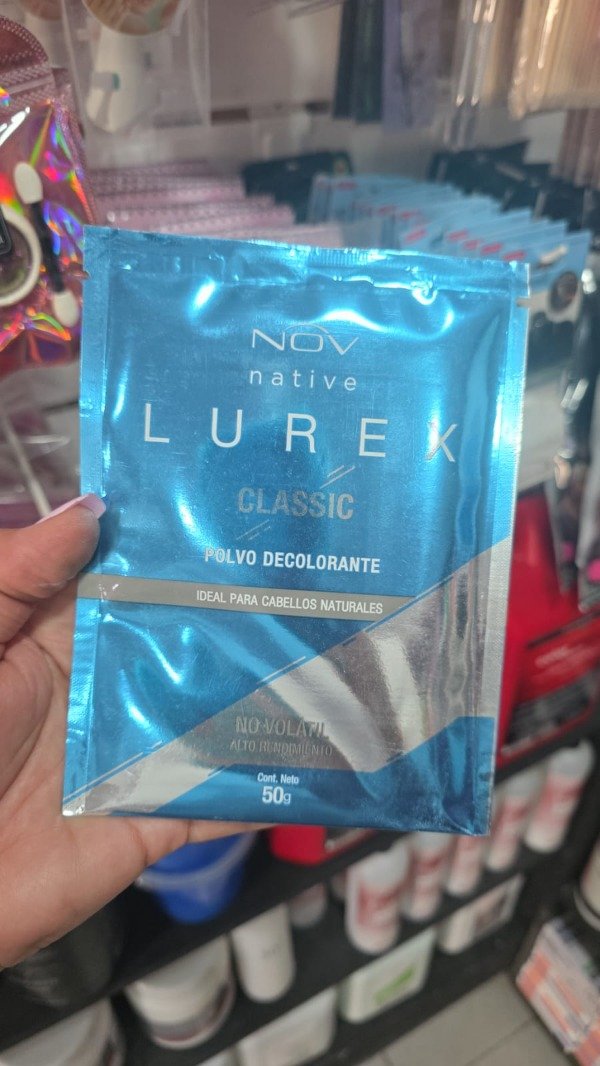 NOV
native
LUREX
CLASSIC
POLVO DECOLORANTE
IDEAL PARA CABELLOS NATURALES
NO VOLÁTIL
ALTO RENDIMIENTO
Cont. Neto
50g